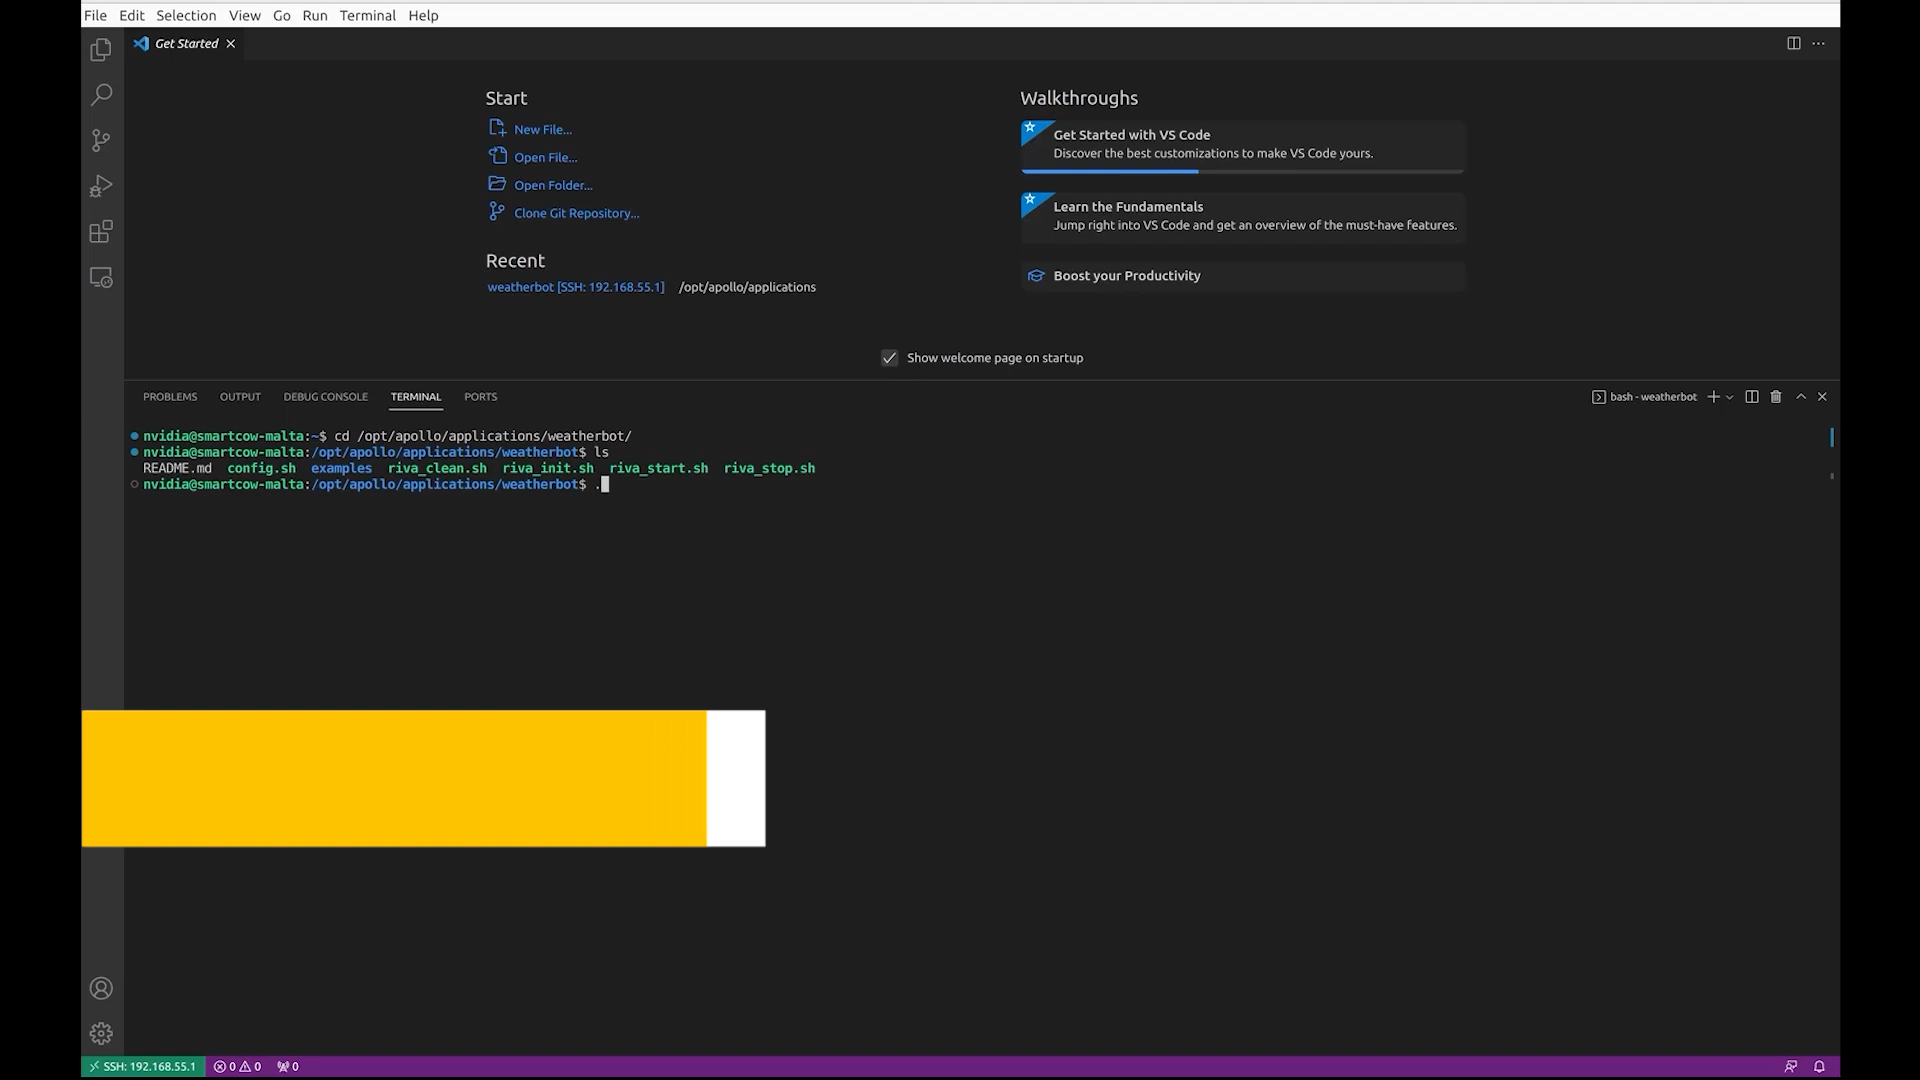 File Edit Selection View Go Run Terminal Help
Get Started
Start
New File...
Open File...
Open Folder...
Clone Git Repository...
Recent
weatherbot [SSH: 192.168.55.1] /opt/apollo/applications
Walkthroughs
Get Started with VS Code
Discover the best customizations to make VS Code yours.
Learn the Fundamentals
Jump right into VS Code and get an overview of the must-have features.
Boost your Productivity
Show welcome page on startup
PROBLEMS OUTPUT DEBUG CONSOLE TERMINAL PORTS
bash - weatherbot
nvidia@smartcow-malta:~$ cd /opt/apollo/applications/weatherbot/
nvidia@smartcow-malta:/opt/apollo/applications/weatherbot$ ls
README.md config.sh examples riva_clean.sh riva_init.sh riva_start.sh riva_stop.sh
nvidia@smartcow-malta:/opt/apollo/applications/weatherbot$ .
SSH: 192.168.55.1 0 0 0